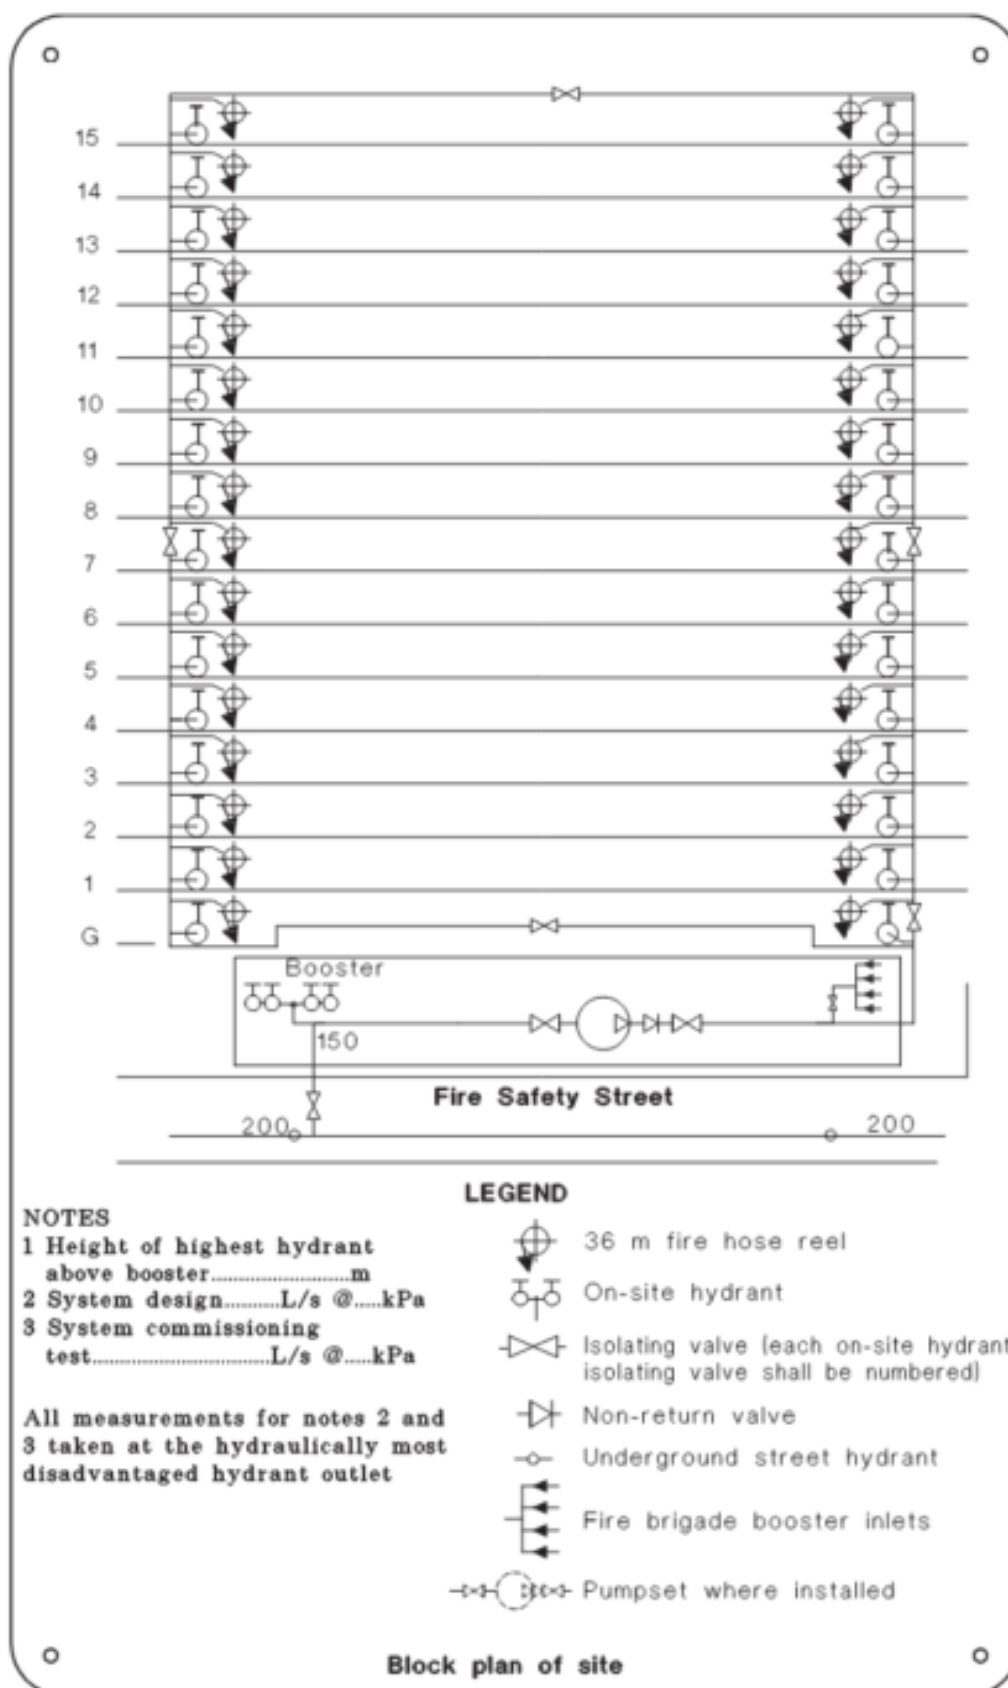 15
14
13
12
11
10
9
8
7
6
5
4
3
2
1
G
Booster
150
Fire Safety Street
200
200
LEGEND
NOTES
1 Height of highest hydrant
above booster..........................m
2 System design..........L/s @.....kPa
3 System commissioning
test.................................L/s @....kPa
All measurements for notes 2 and
3 taken at the hydraulically most
disadvantaged hydrant outlet
36 m fire hose reel
On-site hydrant
Isolating valve (each on-site hydrant
isolating valve shall be numbered)
Non-return valve
Underground street hydrant
Fire brigade booster inlets
Pumpset where installed
Block plan of site